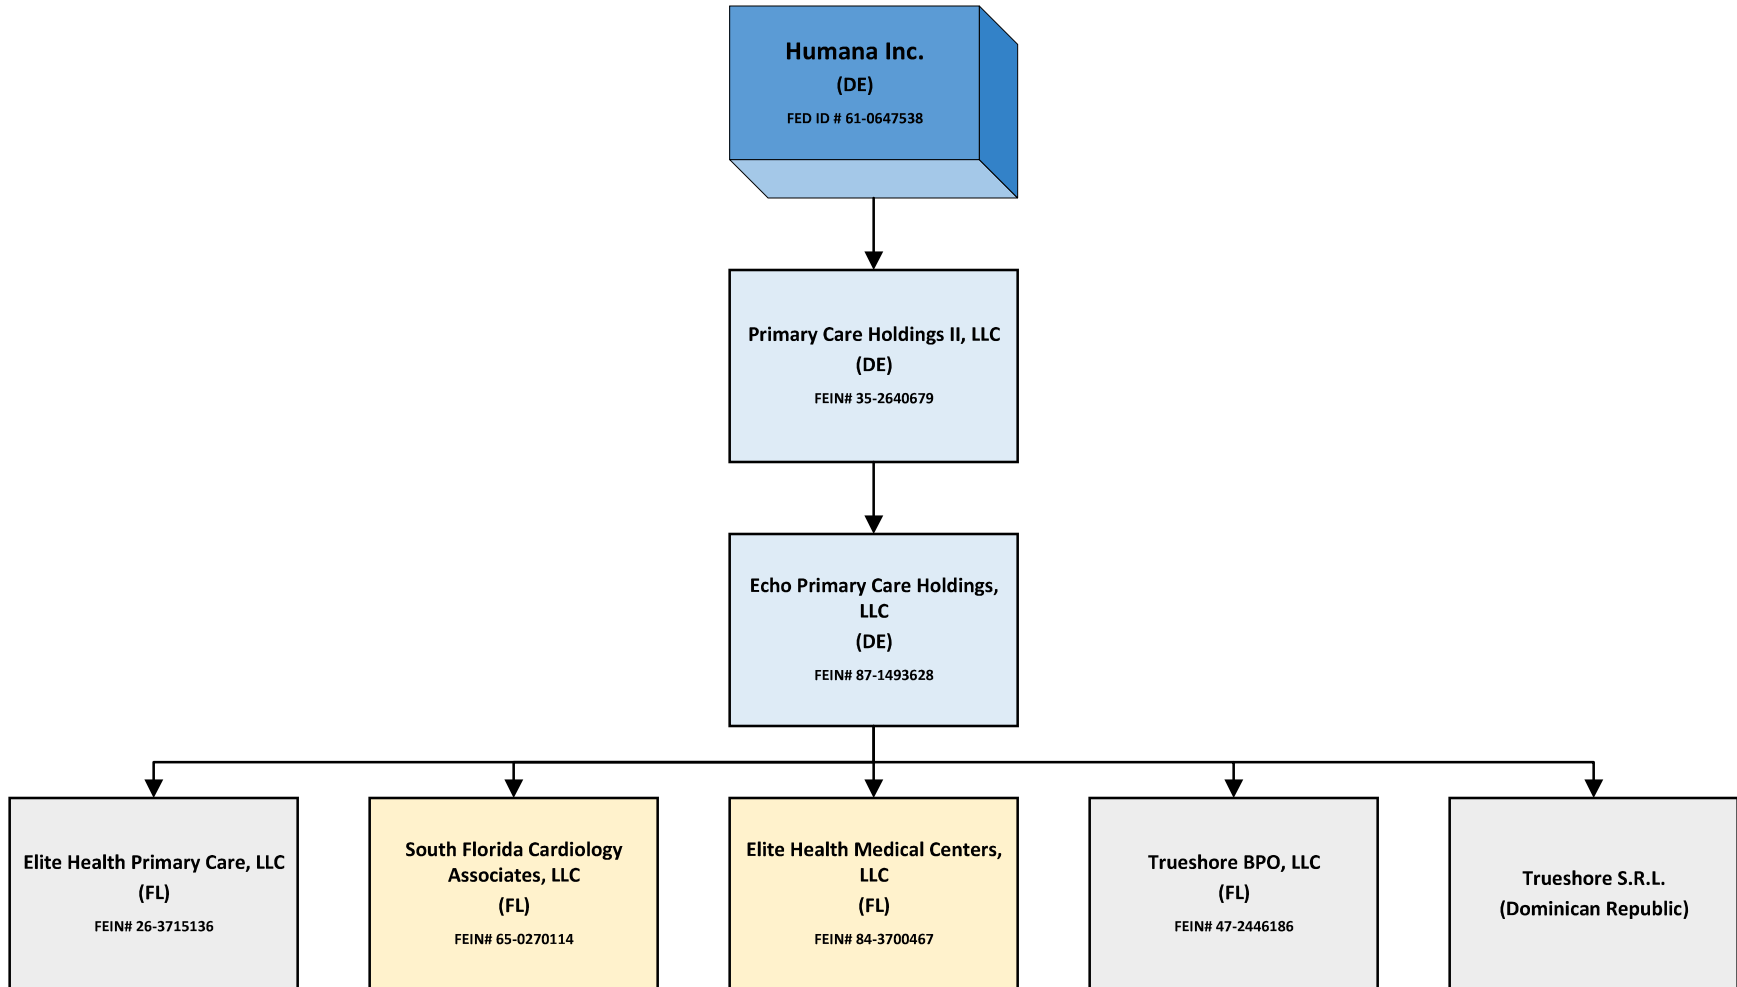 Humana Inc.
(DE)
FED ID # 61-0647538
Primary Care Holdings II, LLC
(DE)
FEIN# 35-2640679
Echo Primary Care Holdings,
LLC
(DE)
FEIN# 87-1493628
Elite Health Primary Care, LLC
(FL)
FEIN# 26-3715136
South Florida Cardiology
Associates, LLC
(FL)
FEIN# 65-0270114
Elite Health Medical Centers,
LLC
(FL)
FEIN# 84-3700467
Trueshore BPO, LLC
(FL)
FEIN# 47-2446186
Trueshore S.R.L.
(Dominican Republic)